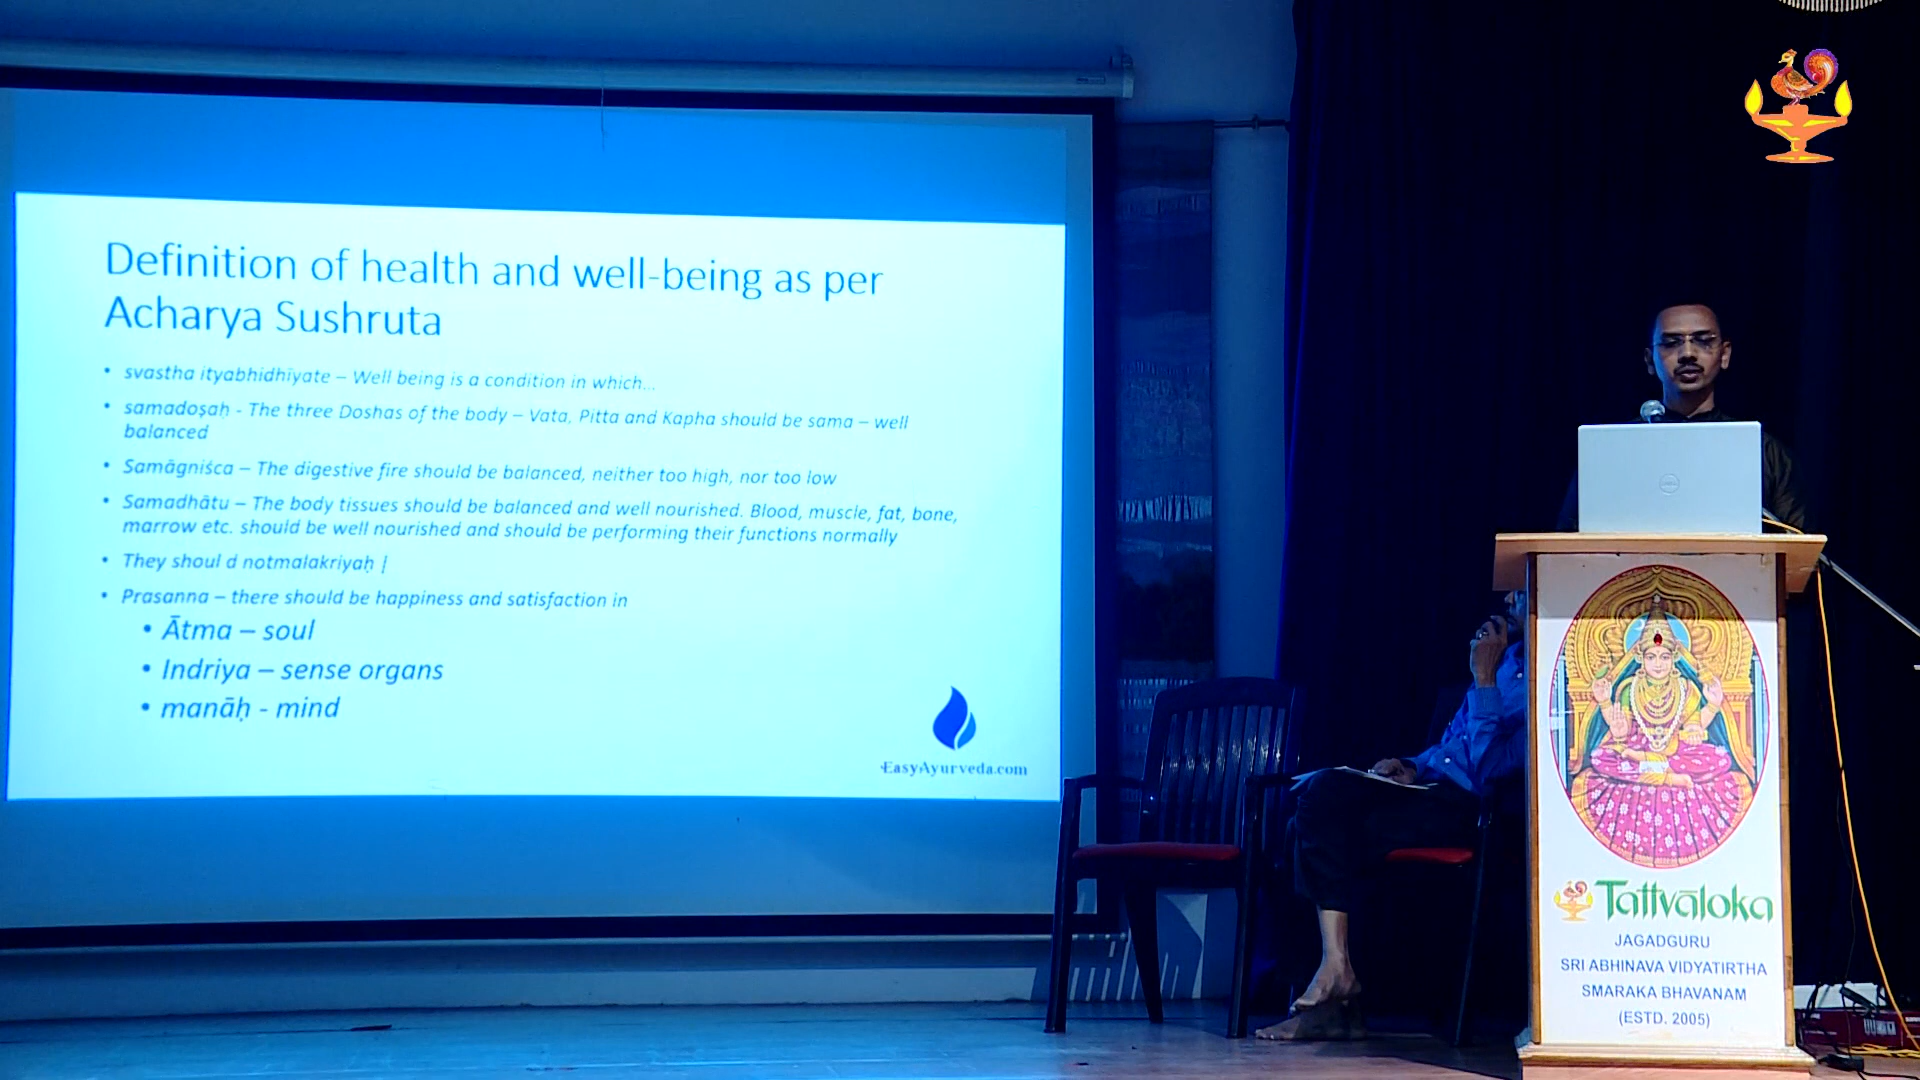 Definition of health and well-being as per
Acharya Sushruta
• svastha ityabhidhīyate – Well being is a condition in which...
• samadoṣaḥ - The three Doshas of the body – Vata, Pitta and Kapha should be sama – well
balanced
• Samāgniśca – The digestive fire should be balanced, neither too high, nor too low
• Samadhātu – The body tissues should be balanced and well nourished. Blood, muscle, fat, bone,
marrow etc. should be well nourished and should be performing their functions normally
• They shoul d notmalakriyaḥ |
• Prasanna – there should be happiness and satisfaction in
• Ātma – soul
• Indriya – sense organs
• manāḥ - mind
EasyAyurveda.com
DELL
Tattvāloka
JAGADGURU
SRI ABHINAVA VIDYATIRTHA
SMARAKA BHAVANAM
(ESTD. 2005)